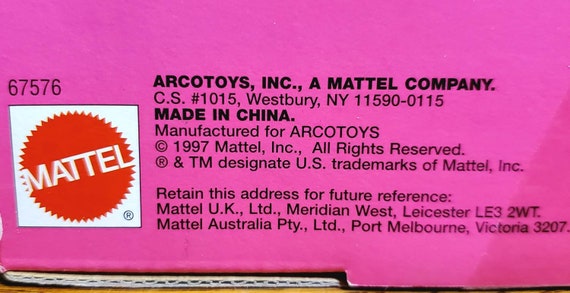 67576
ARCOTOYS, INC., A MATTEL COMPANY.
C.S. #1015, Westbury, NY 11590-0115
MADE IN CHINA.
Manufactured for ARCOTOYS
© 1997 Mattel, Inc., All Rights Reserved.
® & TM designate U.S. trademarks of Mattel, Inc.
MATTEL
®
Retain this address for future reference:
Mattel U.K., Ltd., Meridian West, Leicester LE3 2WT.
Mattel Australia Pty., Ltd., Port Melbourne, Victoria 3207.